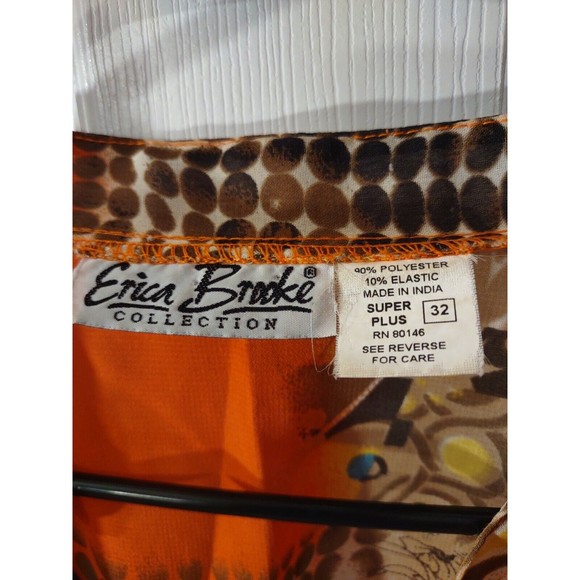 Erica Brooke®
COLLECTION
90% POLYESTER
10% ELASTIC
MADE IN INDIA
SUPER PLUS 32
RN 80146
SEE REVERSE
FOR CARE